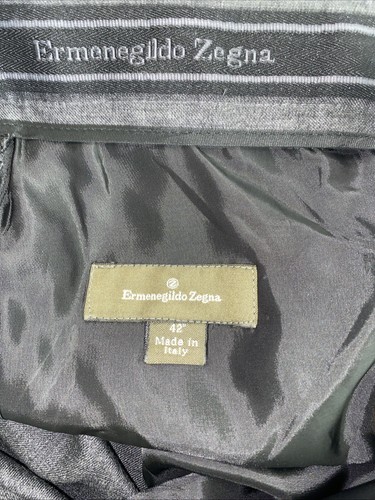 Ermenegildo Zegna
Z
Ermenegildo Zegna
42"
Made in
Italy